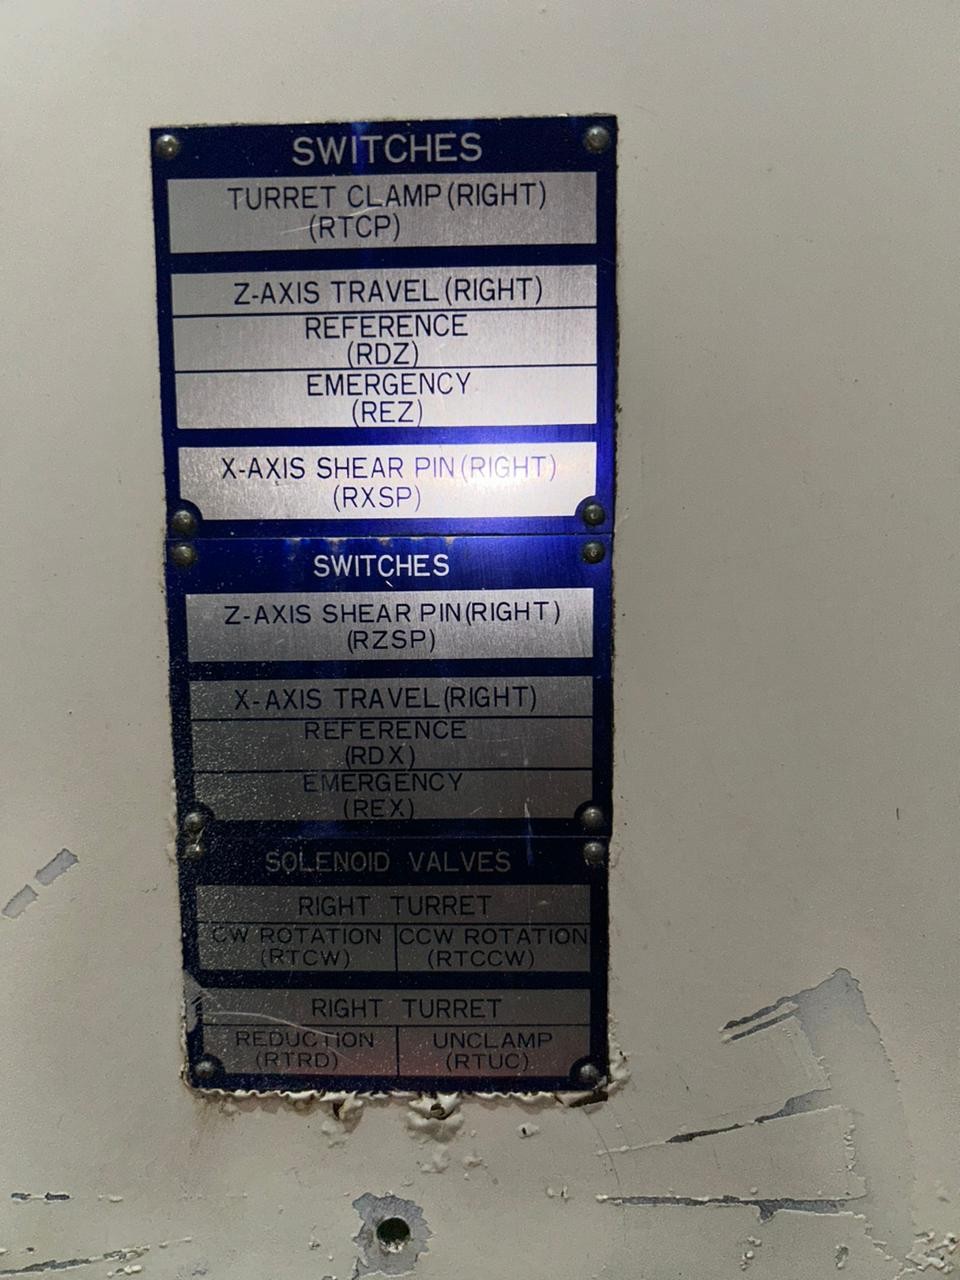 SWITCHES
TURRET CLAMP (RIGHT)
(RTCP)
Z-AXIS TRAVEL (RIGHT)
REFERENCE
(RDZ)
EMERGENCY
(REZ)
X-AXIS SHEAR PIN (RIGHT)
(RXSP)
SWITCHES
Z-AXIS SHEAR PIN (RIGHT)
(RZSP)
X-AXIS TRAVEL (RIGHT)
REFERENCE
(RDX)
EMERGENCY
(REX)
SOLENOID VALVES
RIGHT TURRET
CW ROTATION
(RTCW)
CCW ROTATION
(RTCCW)
RIGHT TURRET
REDUCTION
(RTRD)
UNCLAMP
(RTUC)